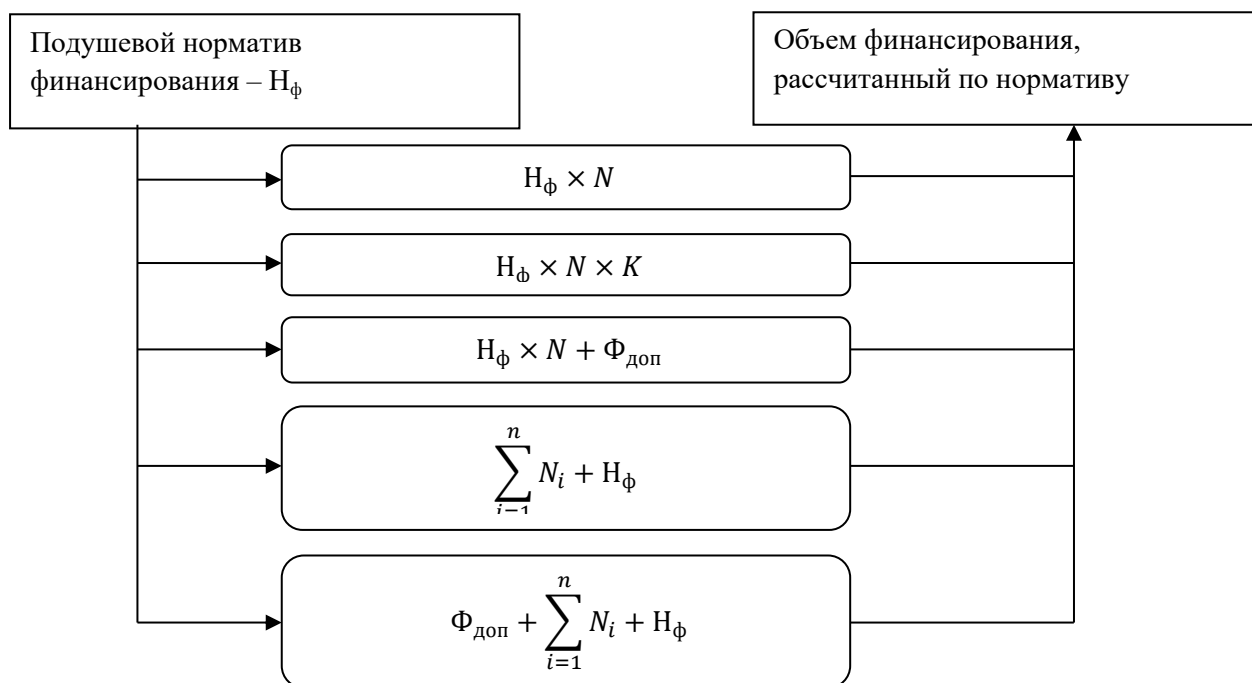 Подушевой норматив
финансирования – Нф
Объем финансирования,
рассчитанный по нормативу
Нф × N
Нф × N × K
Нф × N + Фдоп
n
∑ Ni + Нф
i=1
n
Фдоп + ∑ Ni + Нф
i=1